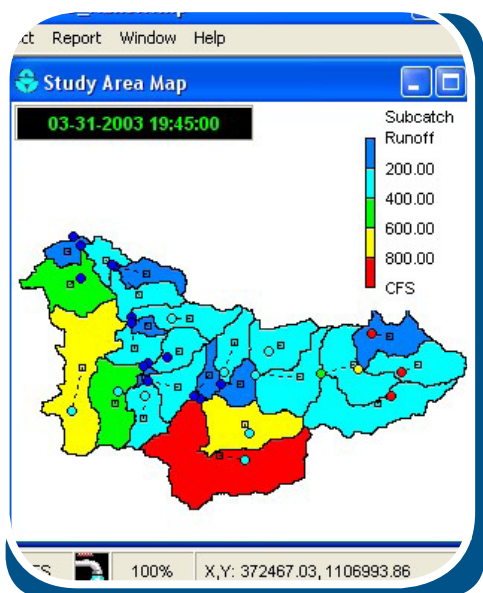 Report Window Help
Study Area Map
03-31-2003 19:45:00
Subcatch
Runoff
200.00
400.00
600.00
800.00
CFS
100% X,Y: 372467.03, 1106993.86